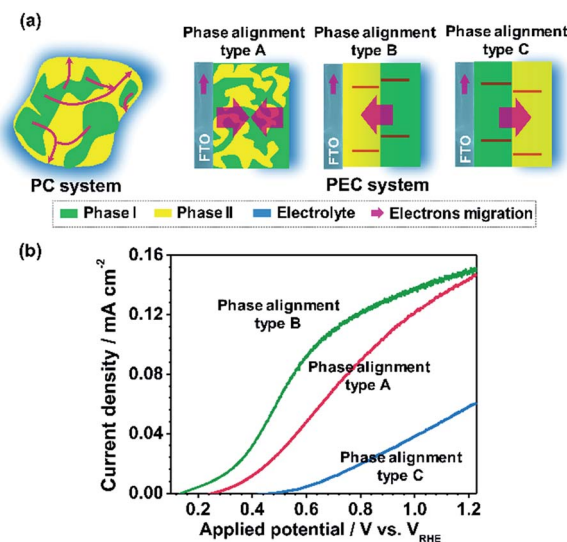 (a)
Phase alignment Phase alignment Phase alignment
type A type B type C
FTO FTO FTO
PC system PEC system
Phase I Phase II Electrolyte Electrons migration
(b)
0.16
0.12
0.08
0.04
0.00
Current density / mA cm⁻²
Phase alignment
type B
Phase alignment
type A
Phase alignment
type C
0.2 0.4 0.6 0.8 1.0 1.2
Applied potential / V vs. V_RHE